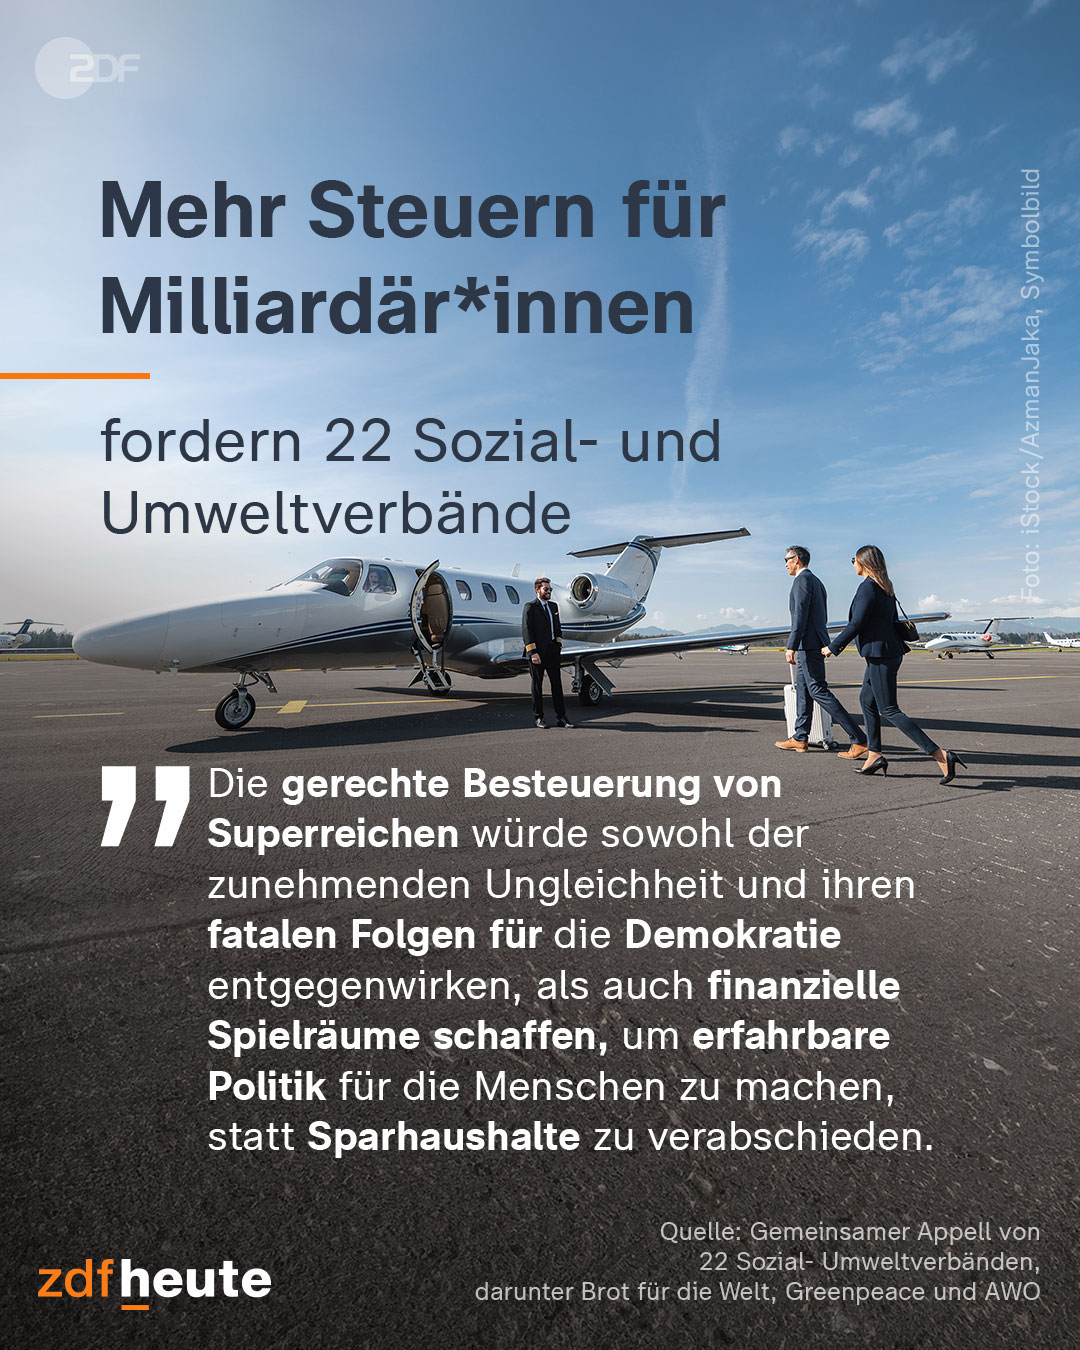 ZDF
Mehr Steuern für
Milliardär*innen
fordern 22 Sozial- und
Umweltverbände
Foto: iStock/AzmanJaka, Symbolbild
" Die gerechte Besteuerung von
Superreichen würde sowohl der
zunehmenden Ungleichheit und ihren
fatalen Folgen für die Demokratie
entgegenwirken, als auch finanzielle
Spielräume schaffen, um erfahrbare
Politik für die Menschen zu machen,
statt Sparhaushalte zu verabschieden.
Quelle: Gemeinsamer Appell von
22 Sozial- Umweltverbänden,
darunter Brot für die Welt, Greenpeace und AWO
zdfheute